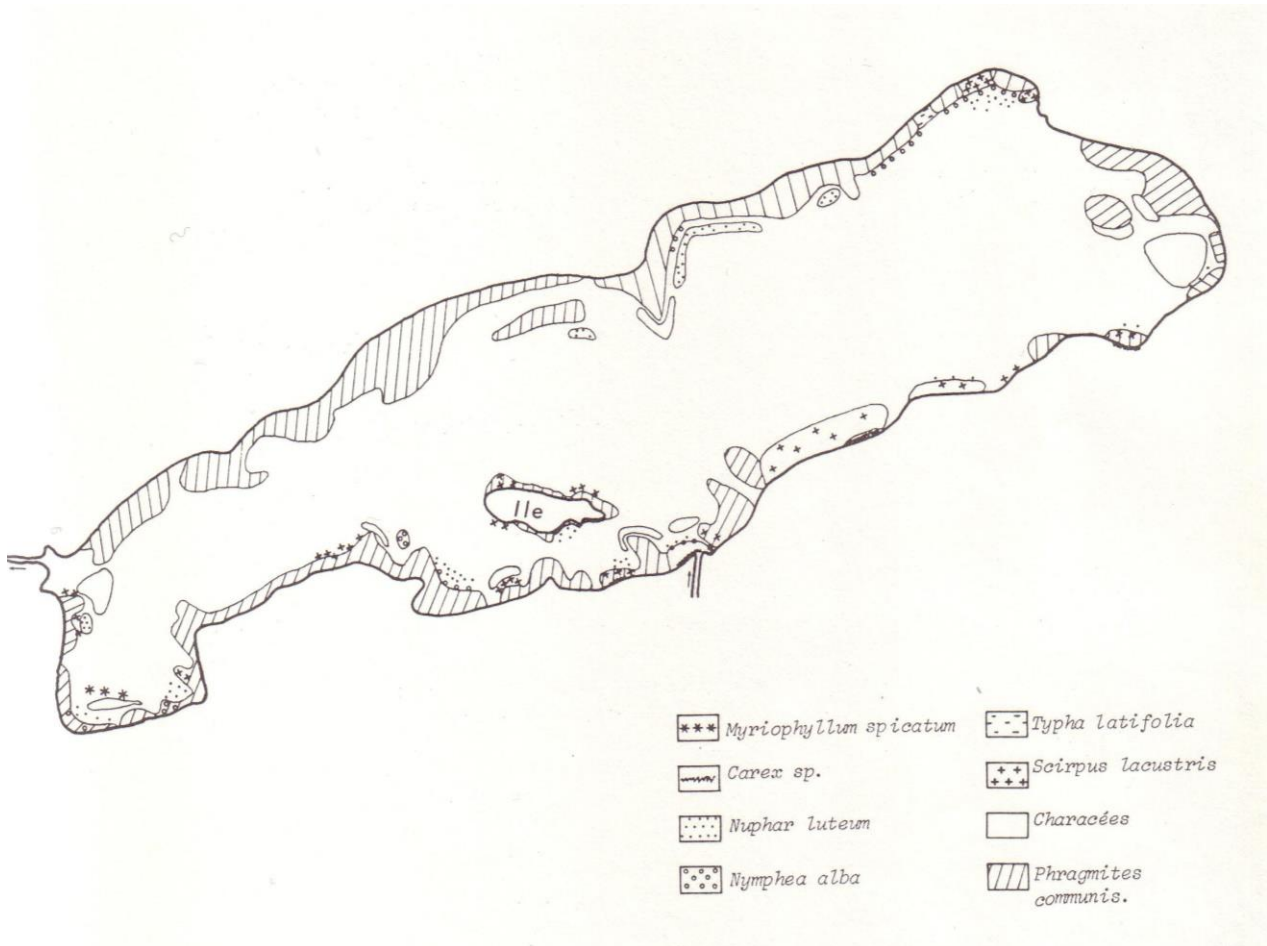 Ile
Myriophyllum spicatum
Carex sp.
Nuphar luteum
Nymphea alba
Typha latifolia
Scirpus lacustris
Characées
Phragmites
communis.